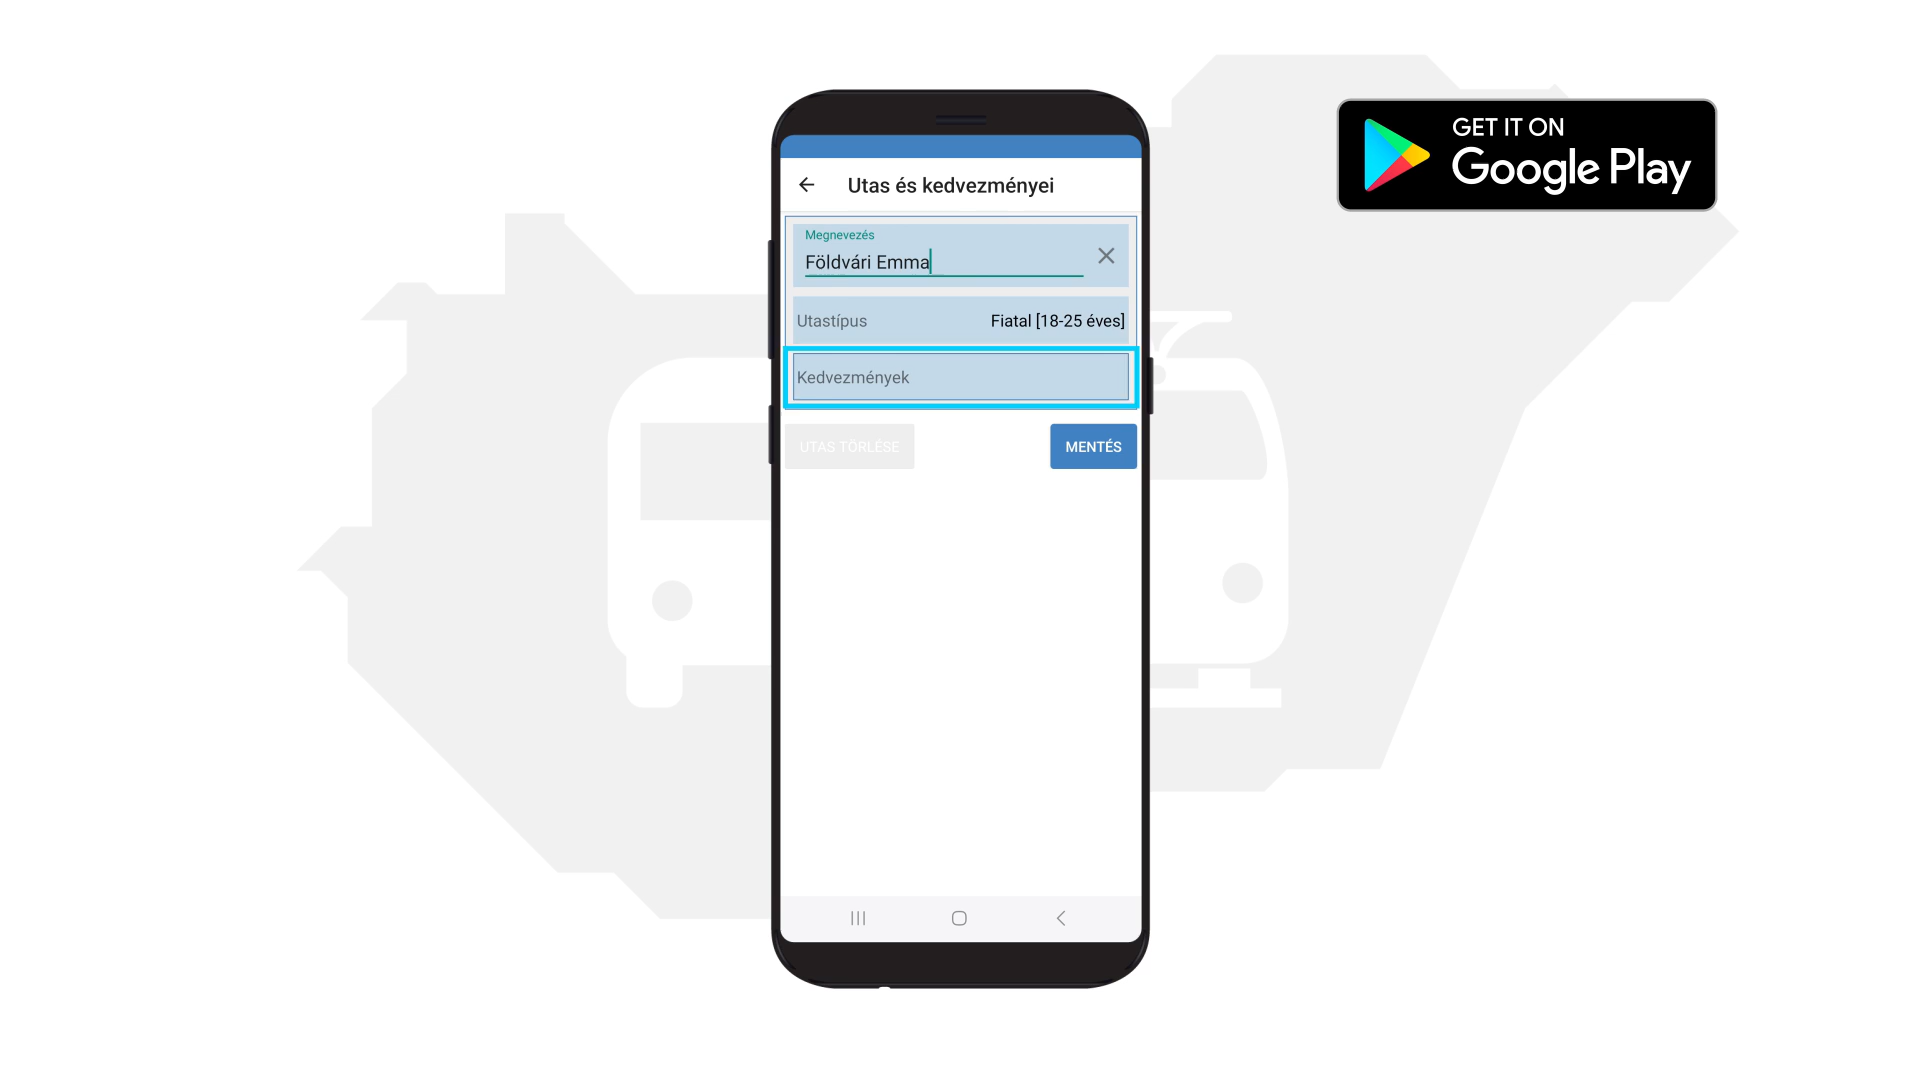 GET IT ON
Google Play
Utas és kedvezményei
Megnevezés
Földvári Emma
Utastípus
Fiatal [18-25 éves]
Kedvezmények
UTAS TÖRLÉSE
MENTÉS